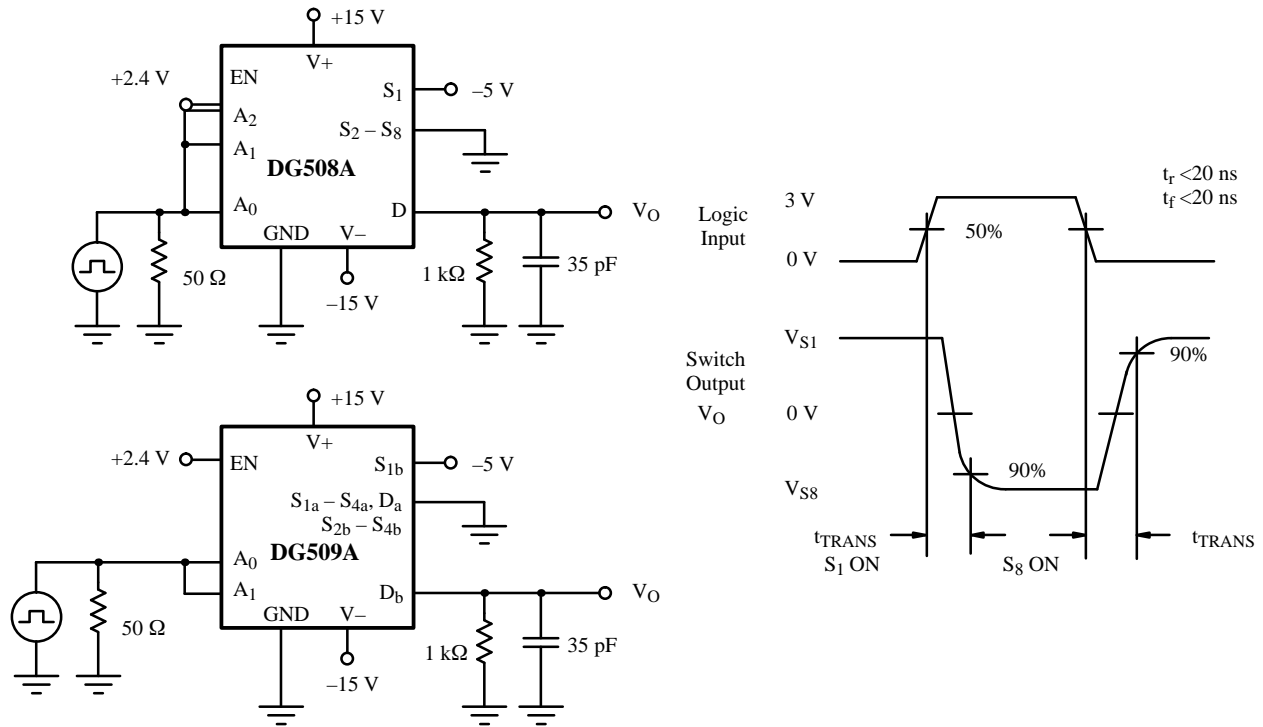 +15 V
V+
+2.4 V
EN
A2
A1
A0
S1
–5 V
S2 – S8
DG508A
D
VO
GND
V–
50 Ω
–15 V
1 kΩ
35 pF
+15 V
V+
+2.4 V
EN
S1b
–5 V
S1a – S4a, Da
S2b – S4b
DG509A
A0
A1
Db
VO
GND
V–
50 Ω
–15 V
1 kΩ
35 pF
tr <20 ns
tf <20 ns
Logic
Input
3 V
50%
0 V
Switch
Output
VO
VS1
90%
0 V
90%
VS8
tTRANS
S1 ON
S8 ON
tTRANS